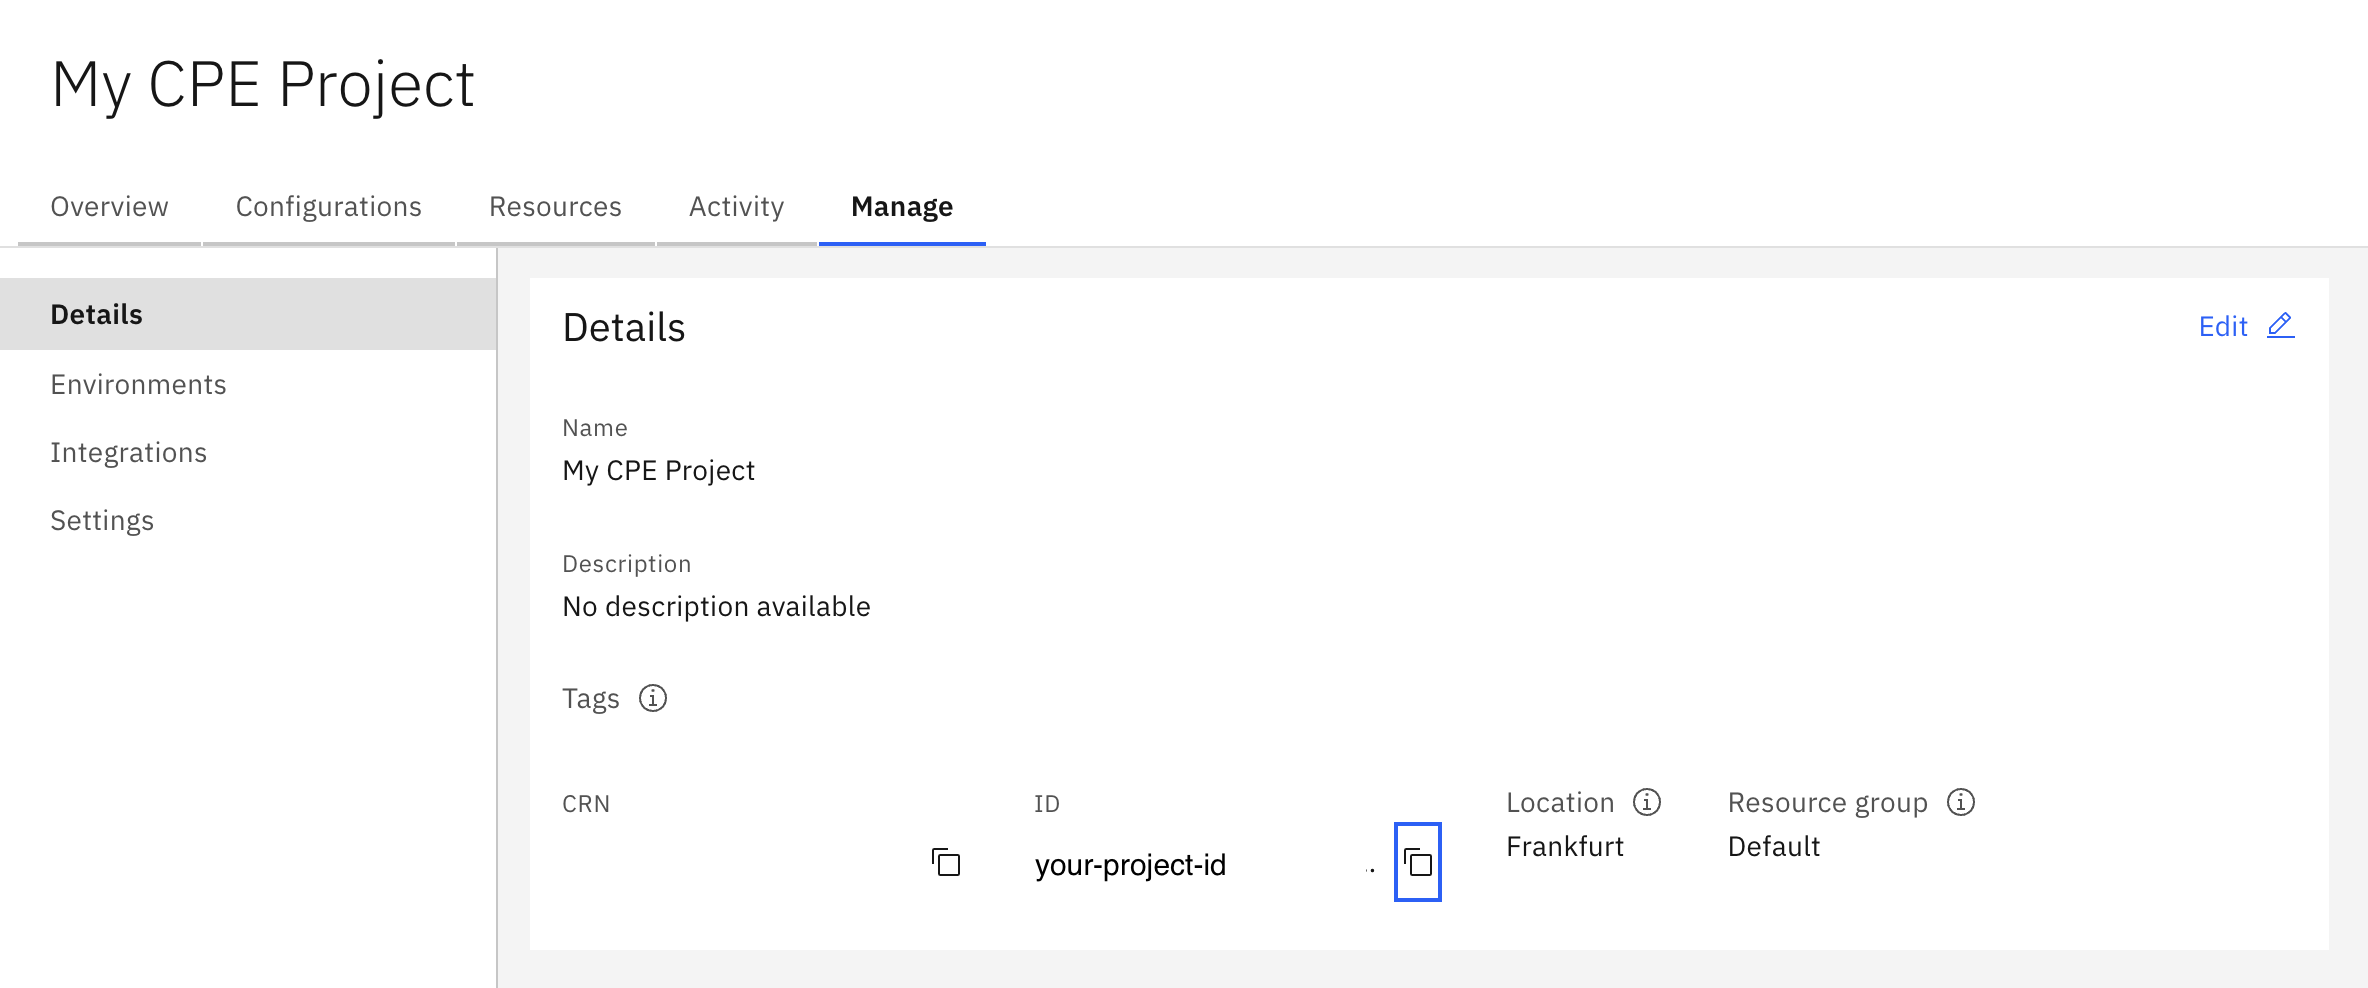 My CPE Project
Overview Configurations Resources Activity Manage
Details
Environments
Integrations
Settings
Details
Edit
Name
My CPE Project
Description
No description available
Tags
CRN
ID
your-project-id ..
Location
Frankfurt
Resource group
Default